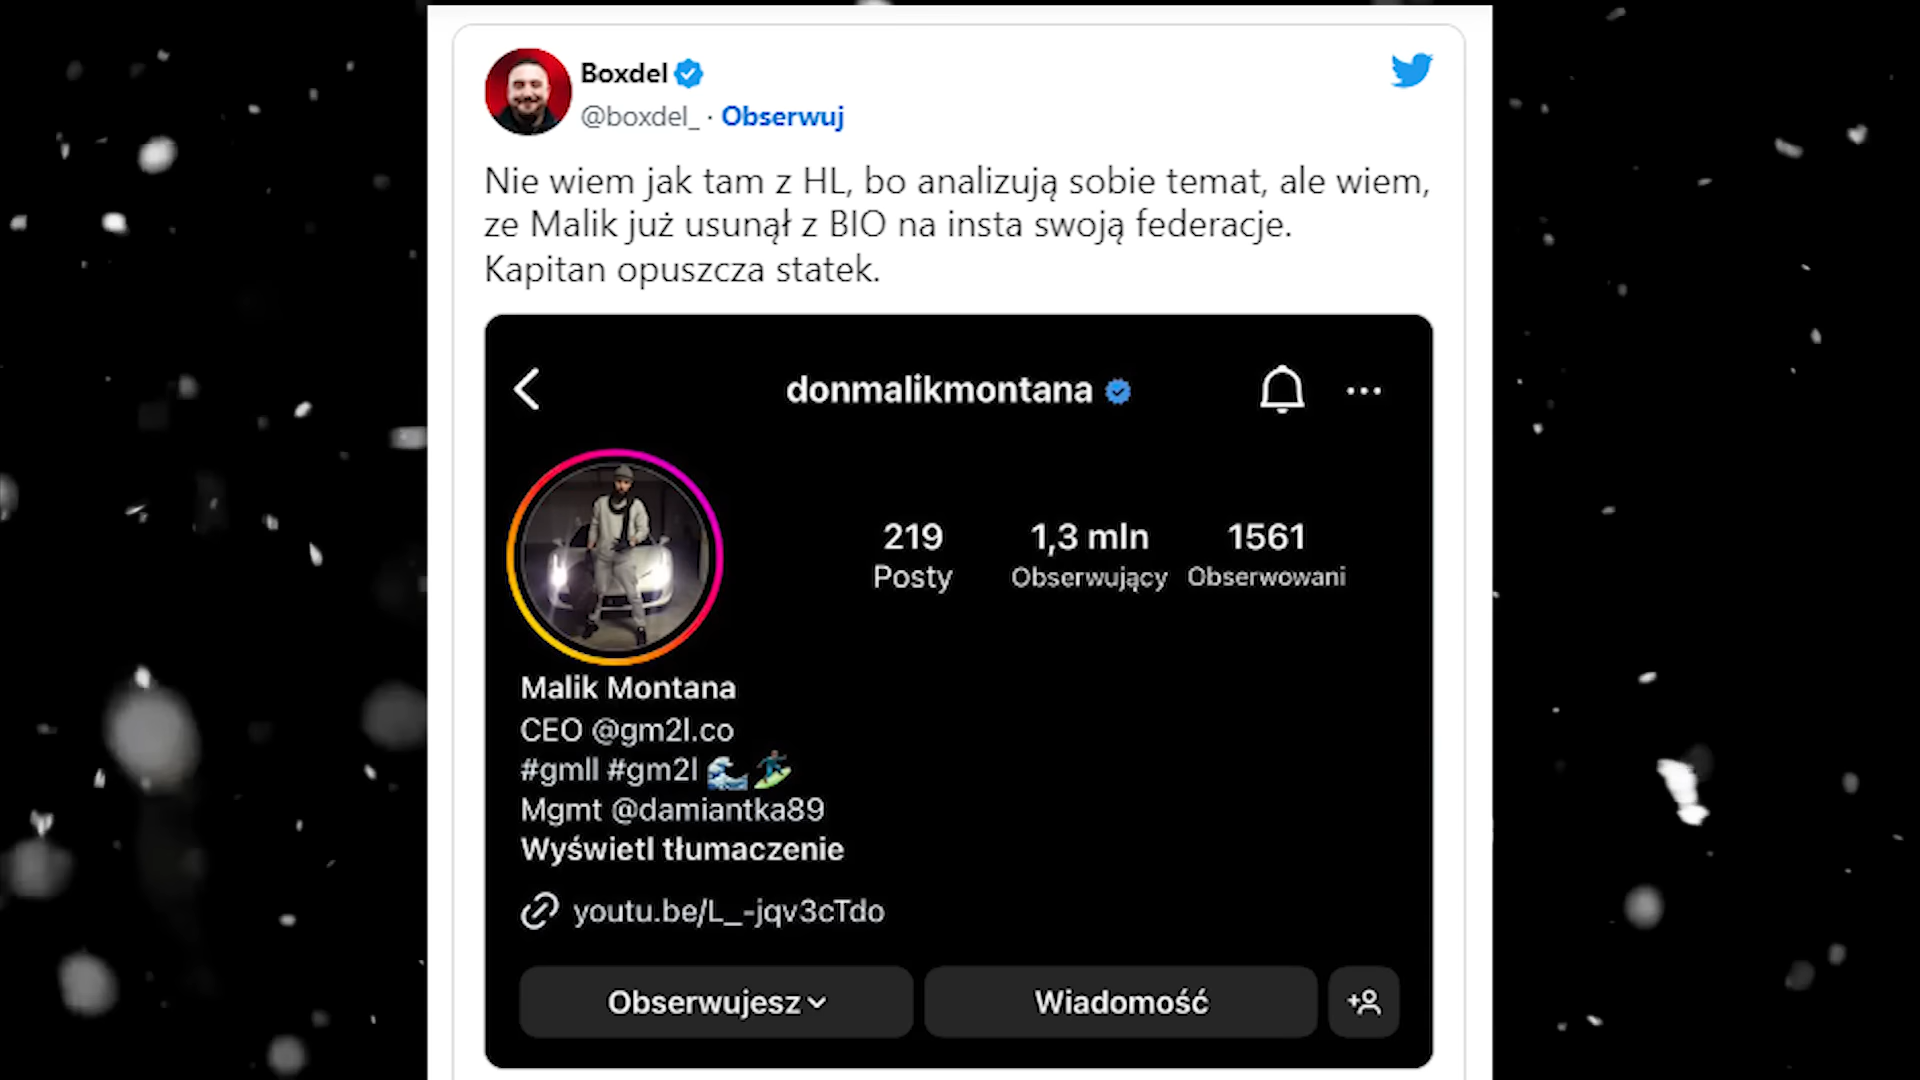 Boxdel
@boxdel_ · Obserwuj
Nie wiem jak tam z HL, bo analizują sobie temat, ale wiem,
ze Malik już usunął z BIO na insta swoją federacje.
Kapitan opuszcza statek.
donmalikmontana
219 1,3 mln 1561
Posty Obserwujący Obserwowani
Malik Montana
CEO @gm2l.co
#gmll #gm2l 🌊🏄
Mgmt @damiantka89
Wyświetl tłumaczenie
youtu.be/L_-jqv3cTdo
Obserwujesz Wiadomość